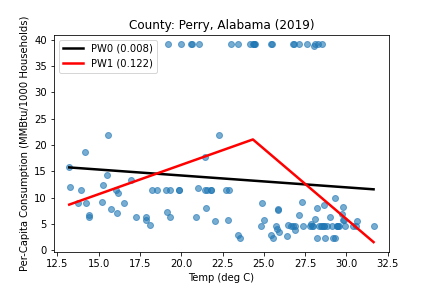 County: Perry, Alabama (2019)
PW0 (0.008)
PW1 (0.122)
Per-Capita Consumption (MMBtu/1000 Households)
40
35
30
25
20
15
10
5
0
12.5 15.0 17.5 20.0 22.5 25.0 27.5 30.0 32.5
Temp (deg C)